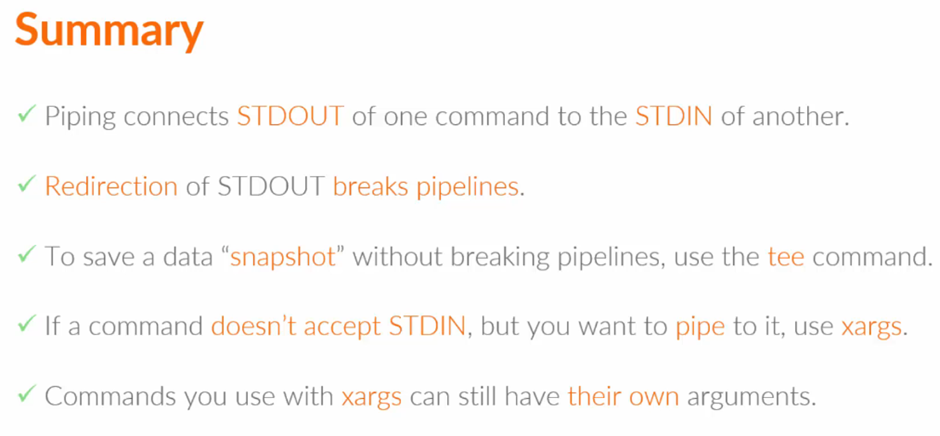 Summary
✓ Piping connects STDOUT of one command to the STDIN of another.
✓ Redirection of STDOUT breaks pipelines.
✓ To save a data “snapshot” without breaking pipelines, use the tee command.
✓ If a command doesn’t accept STDIN, but you want to pipe to it, use xargs.
✓ Commands you use with xargs can still have their own arguments.